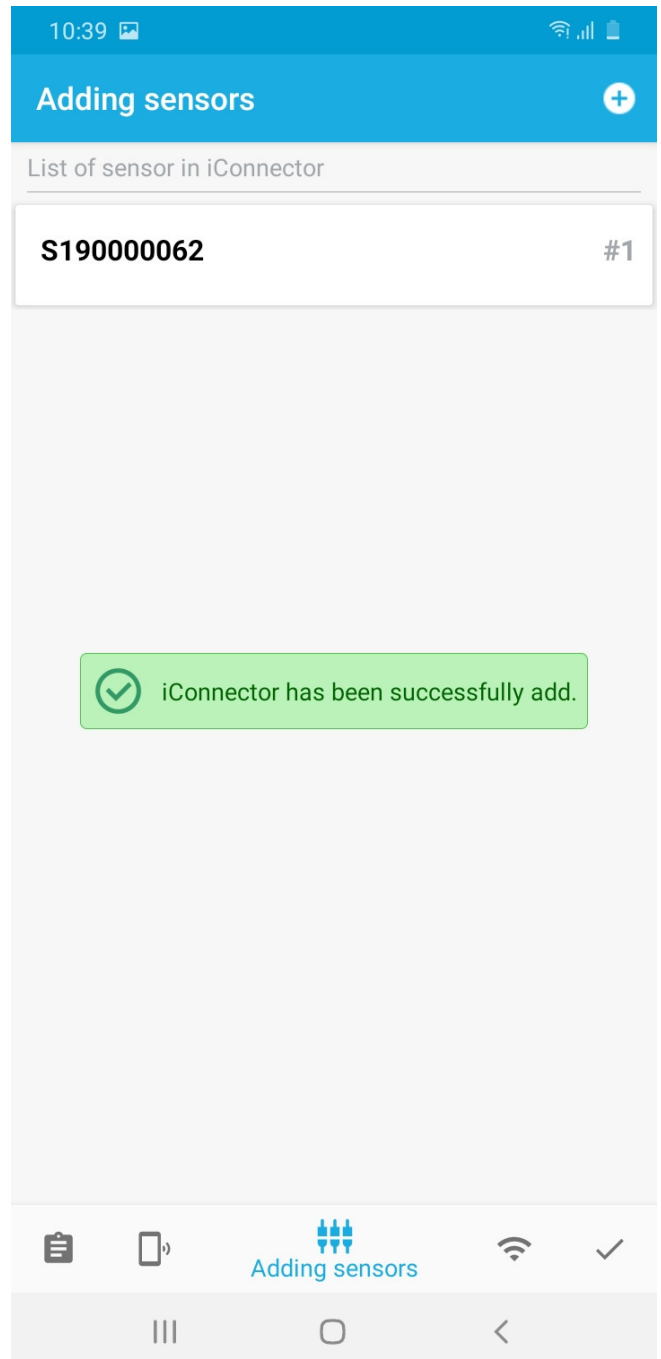 10:39
Adding sensors
List of sensor in iConnector
S190000062 #1
iConnector has been successfully add.
Adding sensors